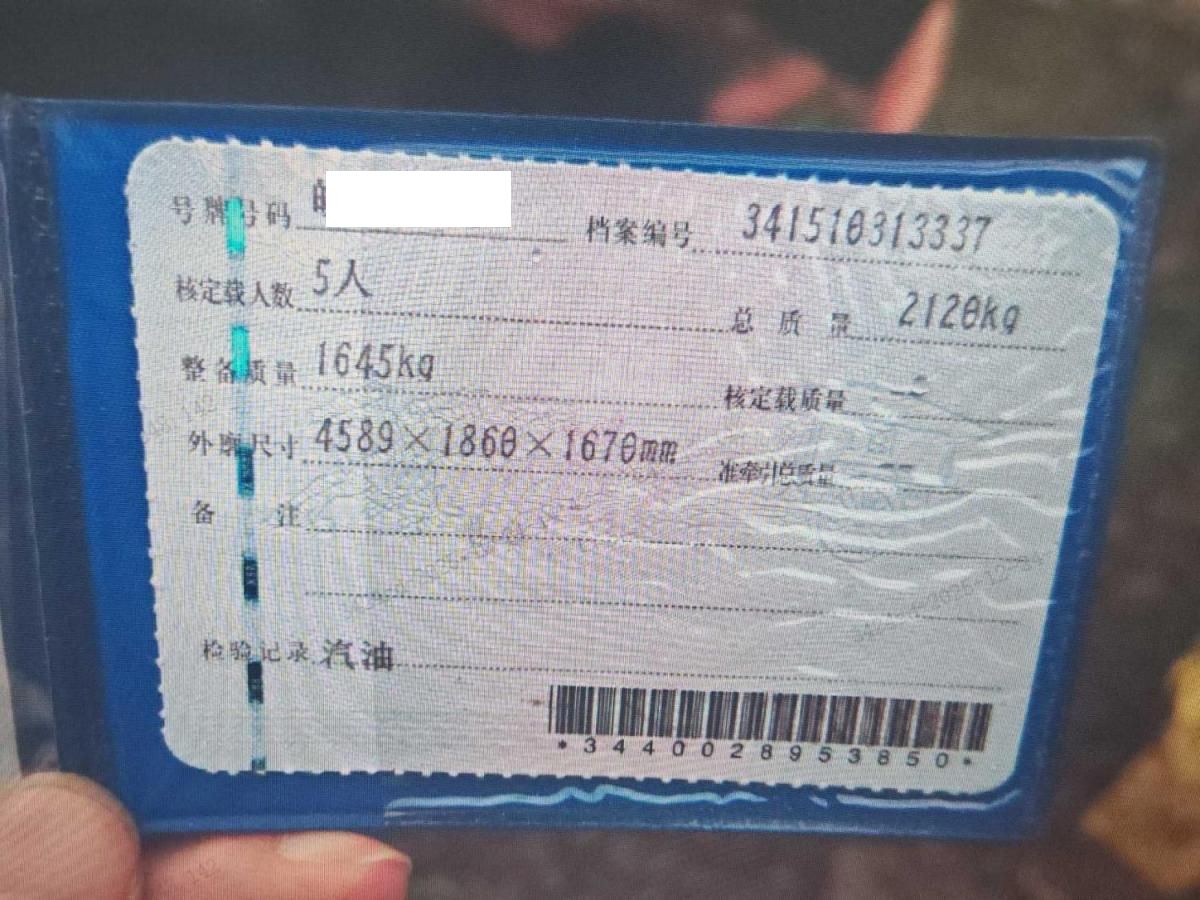 号牌号码 档案编号 341510313337
核定载人数 5人 总质量 2120kg
整备质量 1645kg 核定载质量 --
外廓尺寸 4589×1860×1670mm 准牵引总质量 --
备注
检验记录 汽油
*3440028953850*